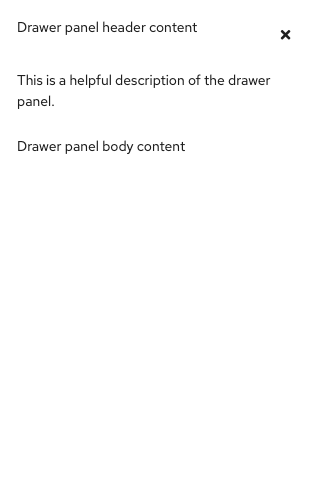 Drawer panel header content
This is a helpful description of the drawer
panel.
Drawer panel body content